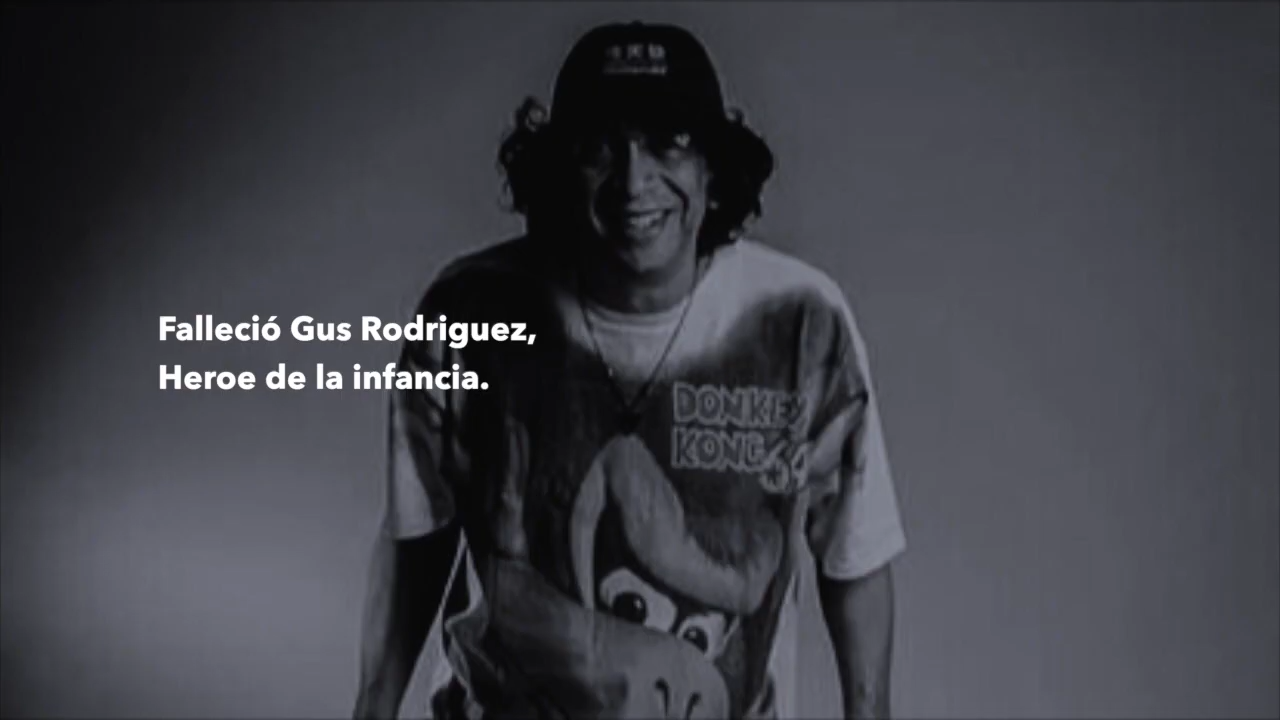 Falleció Gus Rodriguez,
Heroe de la infancia.
DONKEY
KONG 64